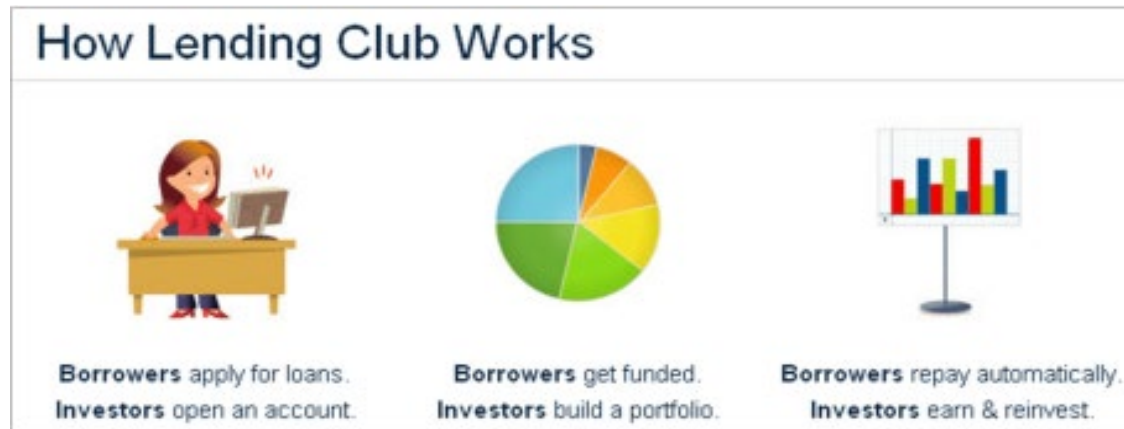 How Lending Club Works
Borrowers apply for loans.
Investors open an account.
Borrowers get funded.
Investors build a portfolio.
Borrowers repay automatically.
Investors earn & reinvest.